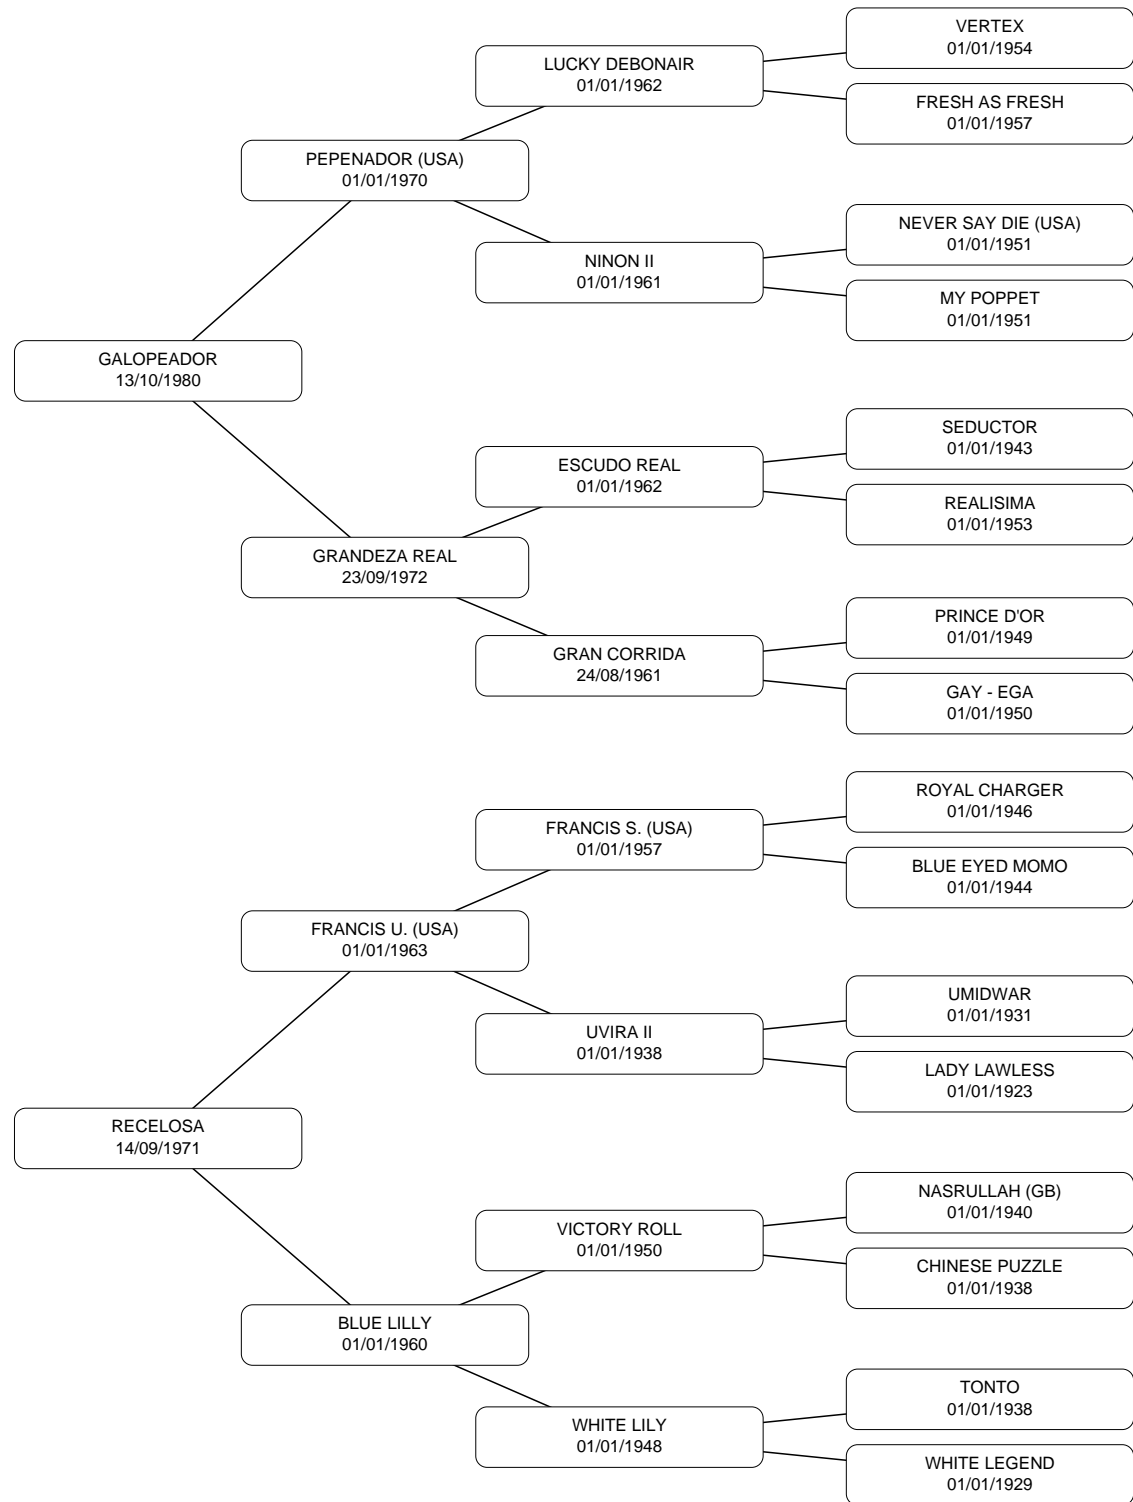 VERTEX
01/01/1954
LUCKY DEBONAIR
01/01/1962
FRESH AS FRESH
01/01/1957
PEPENADOR (USA)
01/01/1970
NEVER SAY DIE (USA)
01/01/1951
NINON II
01/01/1961
MY POPPET
01/01/1951
GALOPEADOR
13/10/1980
SEDUCTOR
01/01/1943
ESCUDO REAL
01/01/1962
REALISIMA
01/01/1953
GRANDEZA REAL
23/09/1972
PRINCE D'OR
01/01/1949
GRAN CORRIDA
24/08/1961
GAY - EGA
01/01/1950
ROYAL CHARGER
01/01/1946
FRANCIS S. (USA)
01/01/1957
BLUE EYED MOMO
01/01/1944
FRANCIS U. (USA)
01/01/1963
UMIDWAR
01/01/1931
UVIRA II
01/01/1938
LADY LAWLESS
01/01/1923
RECELOSA
14/09/1971
NASRULLAH (GB)
01/01/1940
VICTORY ROLL
01/01/1950
CHINESE PUZZLE
01/01/1938
BLUE LILLY
01/01/1960
TONTO
01/01/1938
WHITE LILY
01/01/1948
WHITE LEGEND
01/01/1929